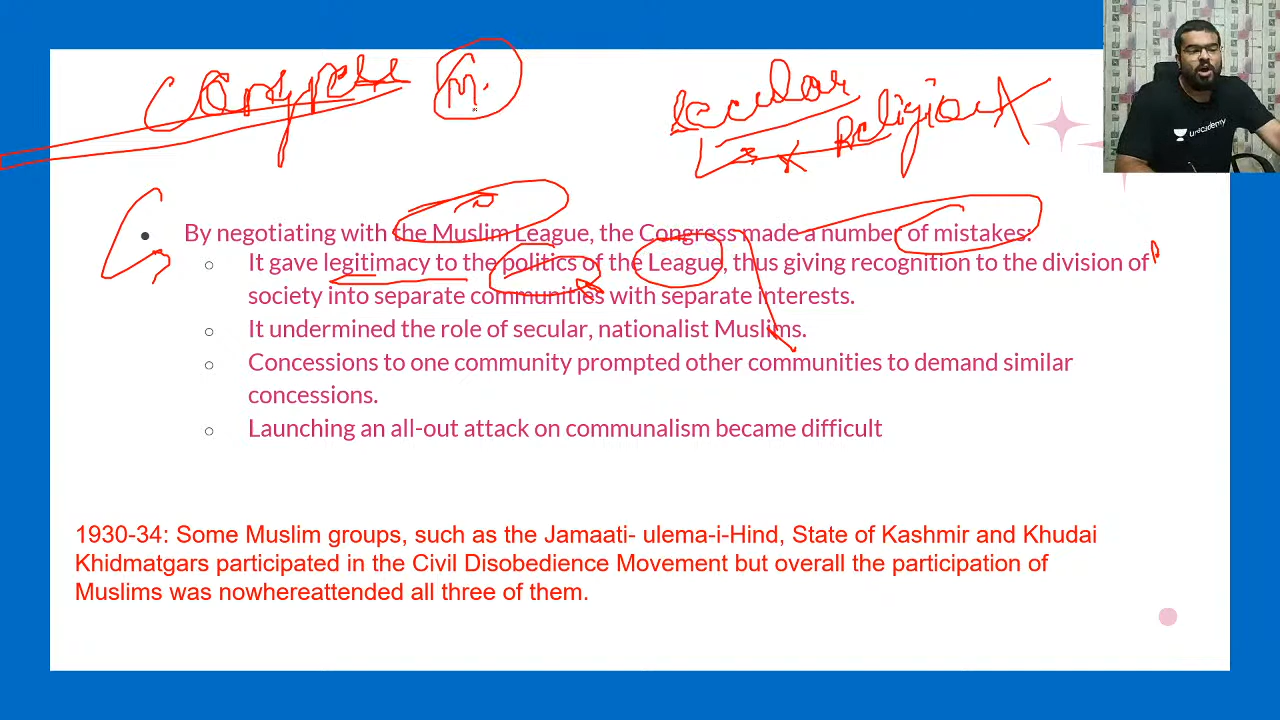 Congress M.
secular
x Religion X
unacademy
By negotiating with the Muslim League, the Congress made a number of mistakes:
It gave legitimacy to the politics of the League, thus giving recognition to the division of
society into separate communities with separate interests.
It undermined the role of secular, nationalist Muslims.
Concessions to one community prompted other communities to demand similar
concessions.
Launching an all-out attack on communalism became difficult
1930-34: Some Muslim groups, such as the Jamaati- ulema-i-Hind, State of Kashmir and Khudai
Khidmatgars participated in the Civil Disobedience Movement but overall the participation of
Muslims was nowhereattended all three of them.